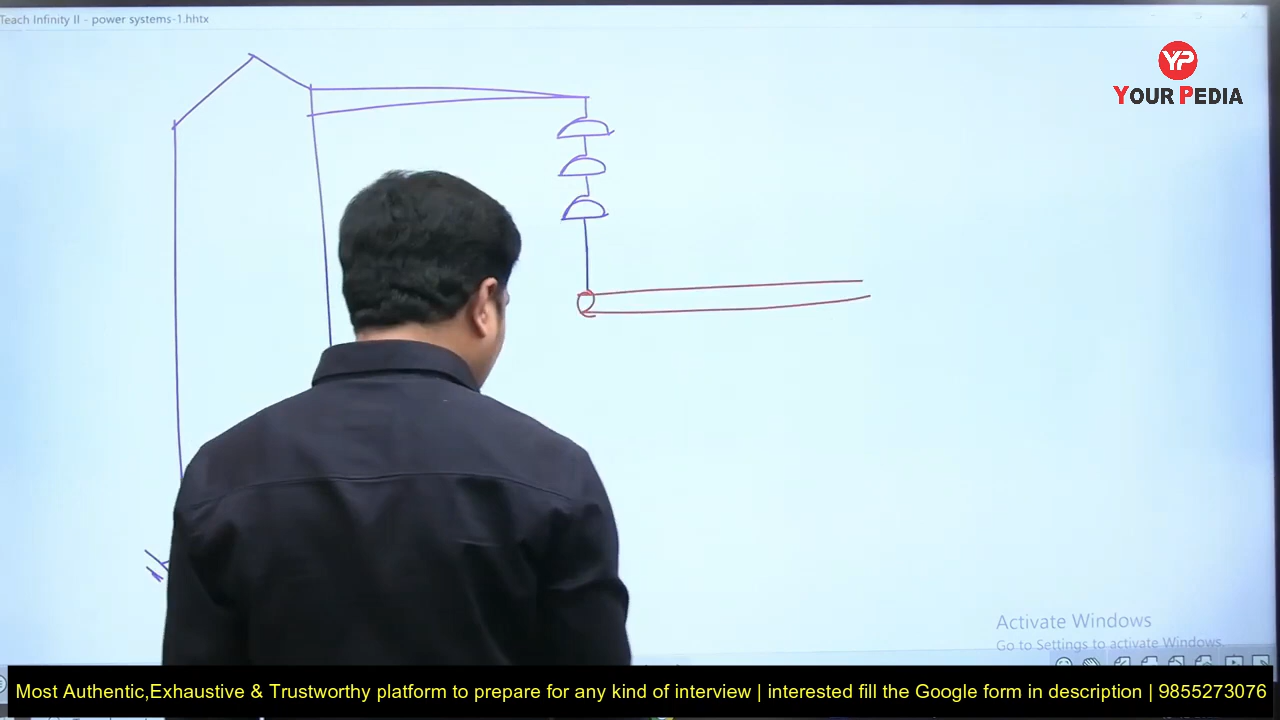 Teach Infinity II - power systems-1.hhtx
YP
YOUR PEDIA
Activate Windows
Go to Settings to activate Windows.
Most Authentic,Exhaustive & Trustworthy platform to prepare for any kind of interview | interested fill the Google form in description | 9855273076